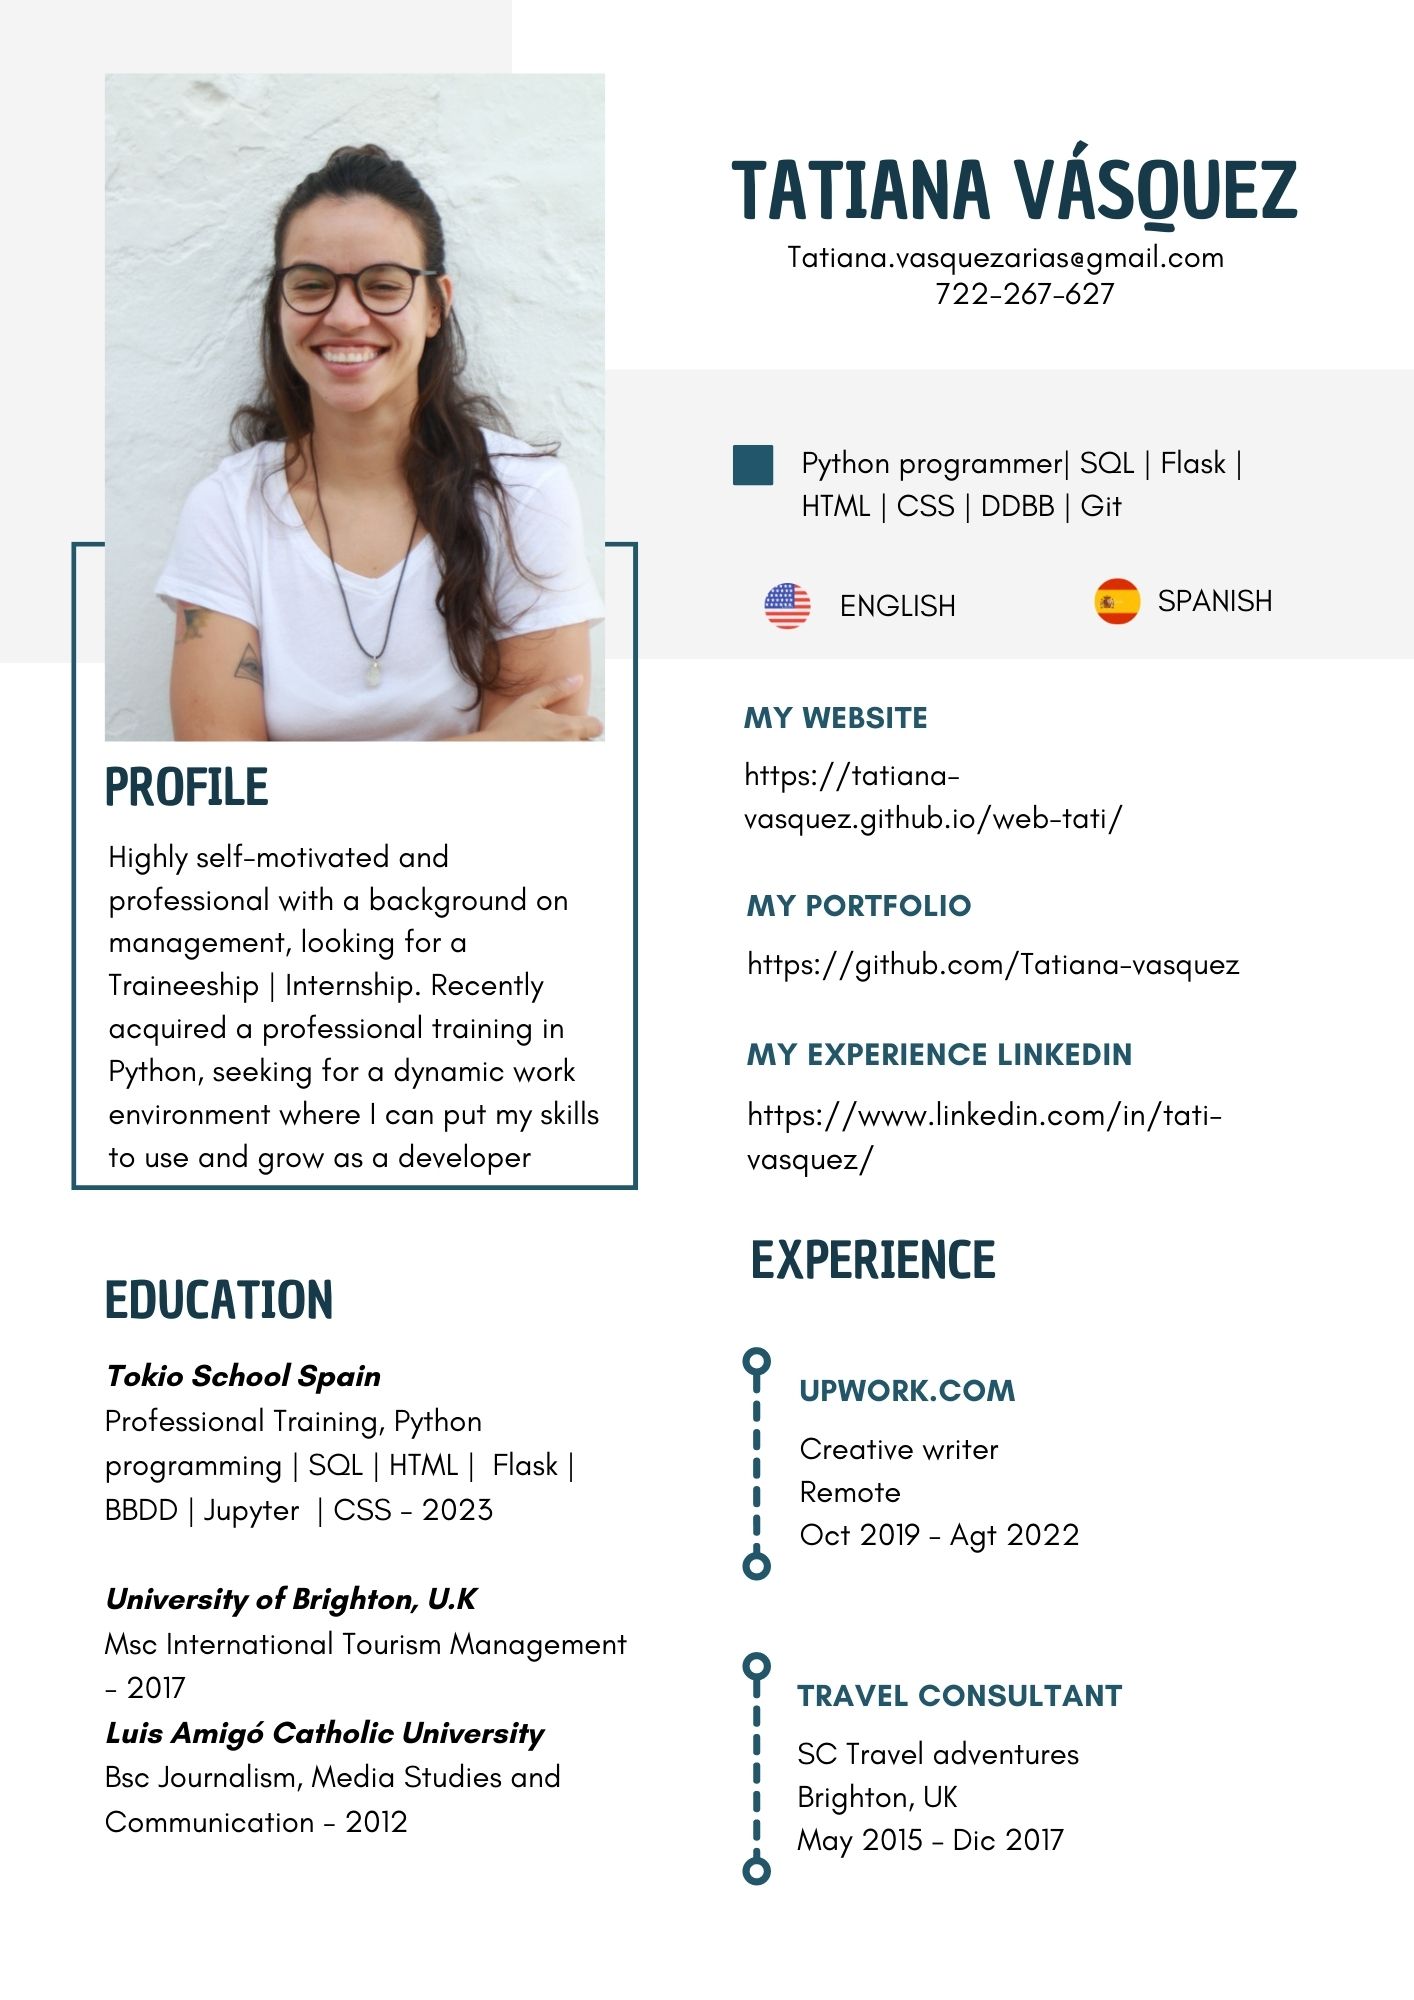 TATIANA VÁSQUEZ
Tatiana.vasquezarias@gmail.com
722-267-627
Python programmer| SQL | Flask |
HTML | CSS | DDBB | Git
ENGLISH
SPANISH
PROFILE
Highly self-motivated and
professional with a background on
management, looking for a
Traineeship | Internship. Recently
acquired a professional training in
Python, seeking for a dynamic work
environment where I can put my skills
to use and grow as a developer
MY WEBSITE
https://tatiana-
vasquez.github.io/web-tati/
MY PORTFOLIO
https://github.com/Tatiana-vasquez
MY EXPERIENCE LINKEDIN
https://www.linkedin.com/in/tati-
vasquez/
EDUCATION
Tokio School Spain
Professional Training, Python
programming | SQL | HTML |  Flask |
BBDD | Jupyter  | CSS - 2023
University of Brighton, U.K
Msc International Tourism Management
- 2017
Luis Amigó Catholic University
Bsc Journalism, Media Studies and
Communication - 2012
EXPERIENCE
UPWORK.COM
Creative writer
Remote
Oct 2019 - Agt 2022
TRAVEL CONSULTANT
SC Travel adventures
Brighton, UK
May 2015 - Dic 2017